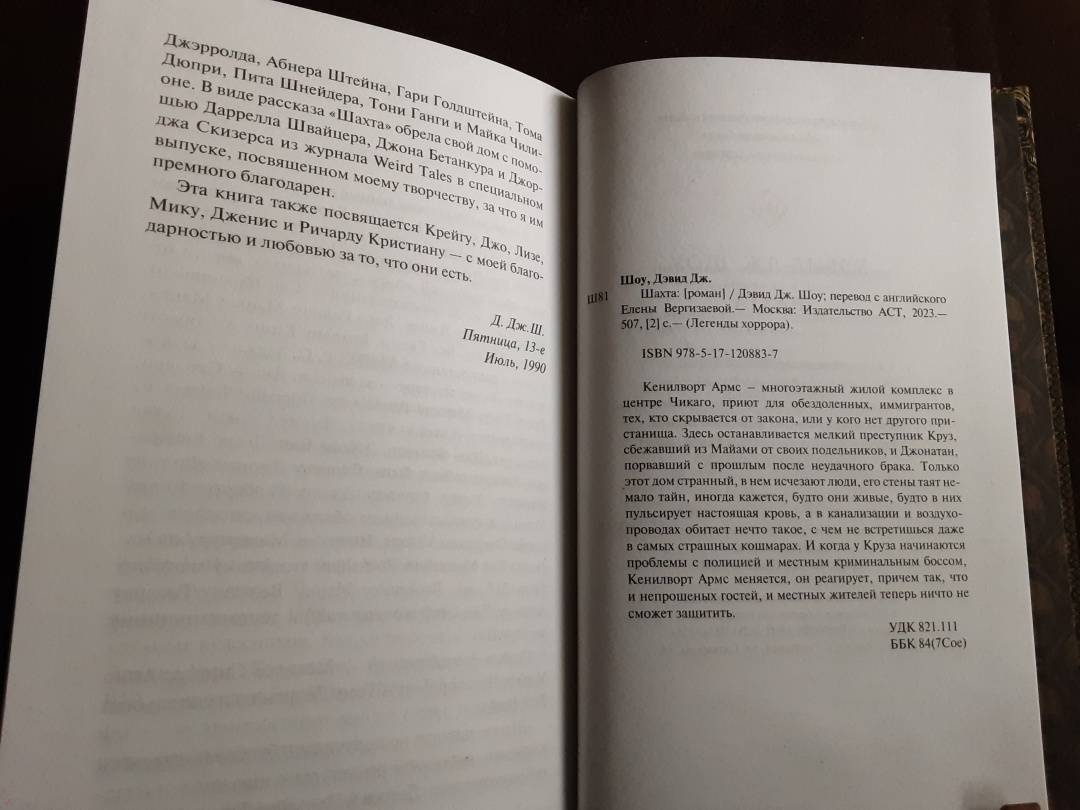 Джэрролда, Абнера Штейна, Гари Голдштейна, Тома
Дюпри, Пита Шнейдера, Тони Ганги и Майка Чили-
оне. В виде рассказа «Шахта» обрела свой дом с помо-
щью Даррелла Швайцера, Джона Бетанкура и Джор-
джа Скизерса из журнала Weird Tales в специальном
выпуске, посвященном моему творчеству, за что я им
премного благодарен.
Эта книга также посвящается Крейгу, Джо, Лизе,
Мику, Дженис и Ричарду Кристиану — с моей благо-
дарностью и любовью за то, что они есть.
Д. Дж.Ш.
Пятница, 13-е
Июль, 1990
Шоу, Дэвид Дж.
Ш81
Шахта: [роман] / Дэвид Дж. Шоу; перевод с английского
Елены Вергизаевой.— Москва: Издательство АСТ, 2023.—
507, [2] с.— (Легенды хоррора).
ISBN 978-5-17-120883-7
Кенилворт Армс – многоэтажный жилой комплекс в
центре Чикаго, приют для обездоленных, иммигрантов,
тех, кто скрывается от закона, или у кого нет другого при-
станища. Здесь останавливается мелкий преступник Круз,
сбежавший из Майами от своих подельников, и Джонатан,
порвавший с прошлым после неудачного брака. Только
этот дом странный, в нем исчезают люди, его стены таят не-
мало тайн, иногда кажется, будто они живые, будто в них
пульсирует настоящая кровь, а в канализации и воздухо-
проводах обитает нечто такое, с чем не встретишься даже
в самых страшных кошмарах. И когда у Круза начинаются
проблемы с полицией и местным криминальным боссом,
Кенилворт Армс меняется, он реагирует, причем так, что
и непрошеных гостей, и местных жителей теперь ничто не
сможет защитить.
УДК 821.111
ББК 84(7Сое)